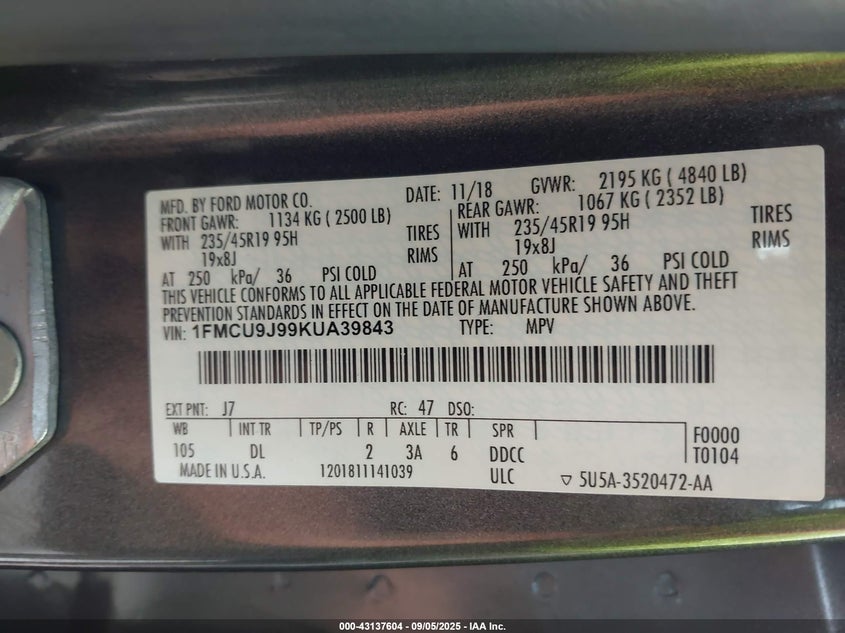 MFD. BY FORD MOTOR CO. DATE: 11/18 GVWR: 2195 KG ( 4840 LB)
FRONT GAWR: 1134 KG ( 2500 LB) REAR GAWR: 1067 KG ( 2352 LB)
WITH 235/45R19 95H TIRES WITH 235/45R19 95H TIRES
19x8J RIMS 19x8J RIMS
AT 250 kPa/ 36 PSI COLD AT 250 kPa/ 36 PSI COLD
THIS VEHICLE CONFORMS TO ALL APPLICABLE FEDERAL MOTOR VEHICLE SAFETY AND THEFT
PREVENTION STANDARDS IN EFFECT ON THE DATE OF MANUFACTURE SHOWN ABOVE.
VIN: 1FMCU9J99KUA39843 TYPE: MPV
EXT PNT: J7 RC: 47 DSO:
WB INT TR TP/PS R AXLE TR SPR F0000
105 DL 2 3A 6 DDCC T0104
MADE IN U.S.A. 1201811141039 ULC ▽ 5U5A-3520472-AA
000-43137604 - 09/05/2025 - IAA Inc.